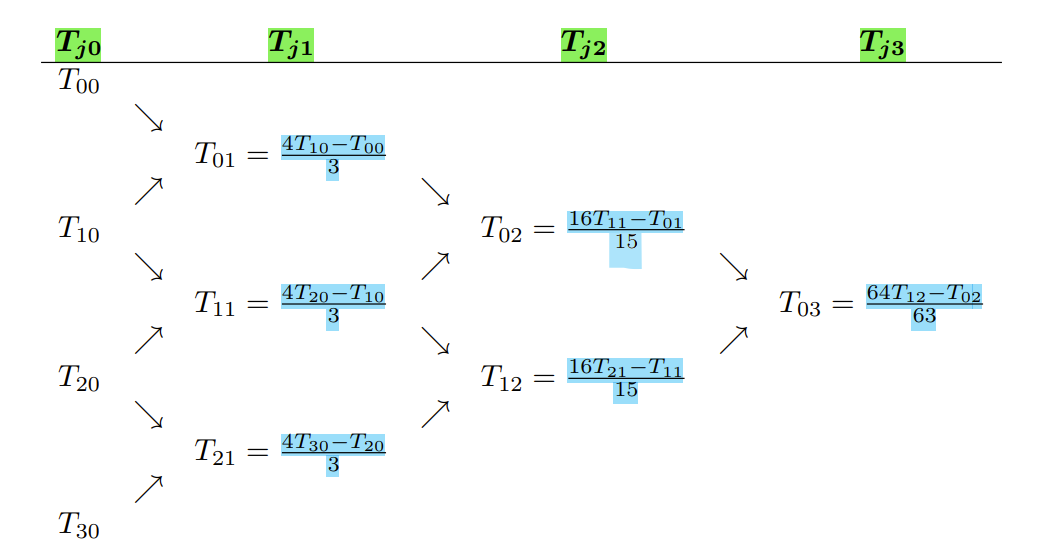 T_{j0} T_{j1} T_{j2} T_{j3}
T_{00}
↘
T_{01} = \frac{4T_{10}-T_{00}}{3}
↗ ↘
T_{10} T_{02} = \frac{16T_{11}-T_{01}}{15}
↘ ↗ ↘
T_{11} = \frac{4T_{20}-T_{10}}{3} T_{03} = \frac{64T_{12}-T_{02}}{63}
↗ ↘ ↗
T_{20} T_{12} = \frac{16T_{21}-T_{11}}{15}
↘ ↗
T_{21} = \frac{4T_{30}-T_{20}}{3}
↗
T_{30}